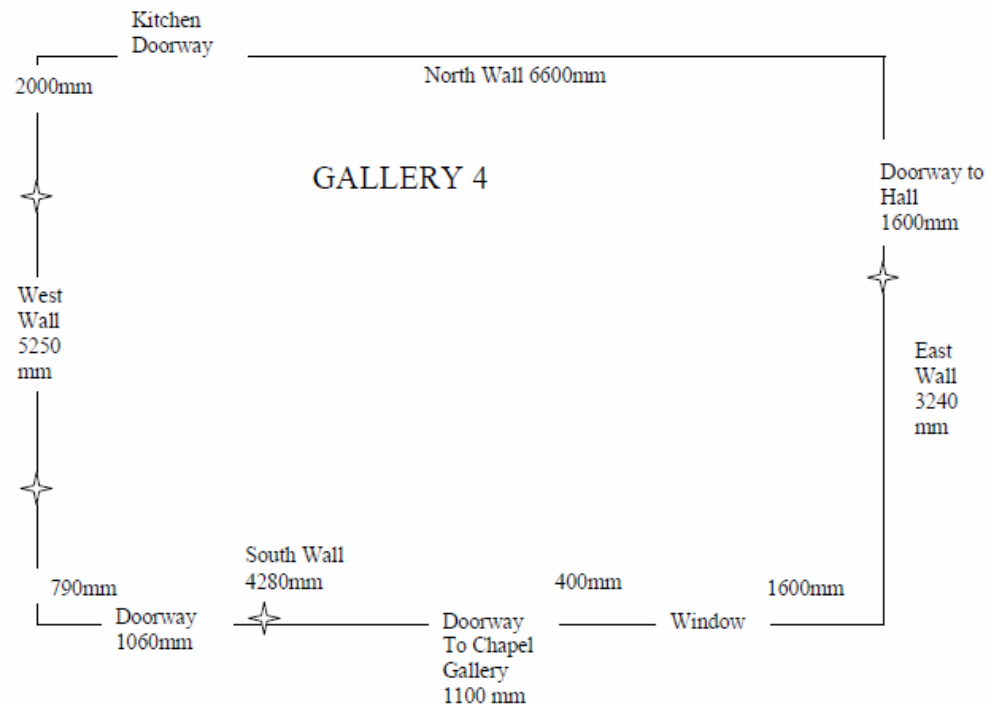 Kitchen
Doorway
2000mm
North Wall 6600mm
GALLERY 4
Doorway to
Hall
1600mm
West
Wall
5250
mm
East
Wall
3240
mm
South Wall
4280mm
790mm
400mm
1600mm
Doorway
1060mm
Doorway
To Chapel
Gallery
1100 mm
Window